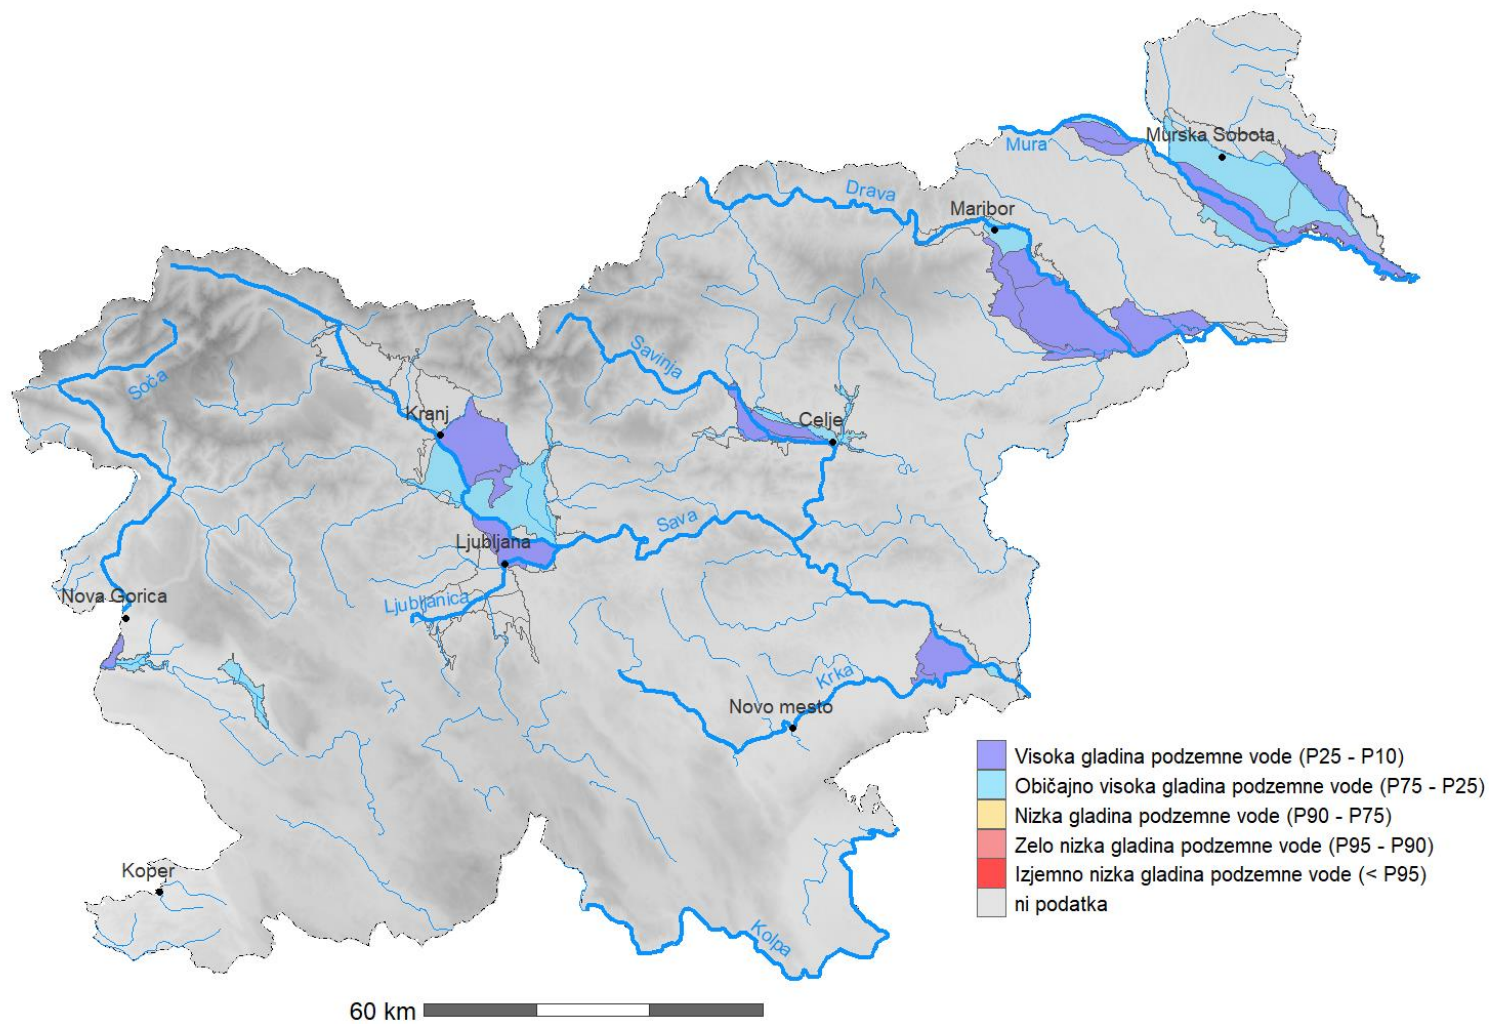 Murska Sobota
Mura
Drava
Maribor
Soča
Savinja
Kranj
Celje
Sava
Ljubljana
Ljubljanica
Nova Gorica
Krka
Novo mesto
Koper
Kolpa
Visoka gladina podzemne vode (P25 - P10)
Običajno visoka gladina podzemne vode (P75 - P25)
Nizka gladina podzemne vode (P90 - P75)
Zelo nizka gladina podzemne vode (P95 - P90)
Izjemno nizka gladina podzemne vode (< P95)
ni podatka
60 km